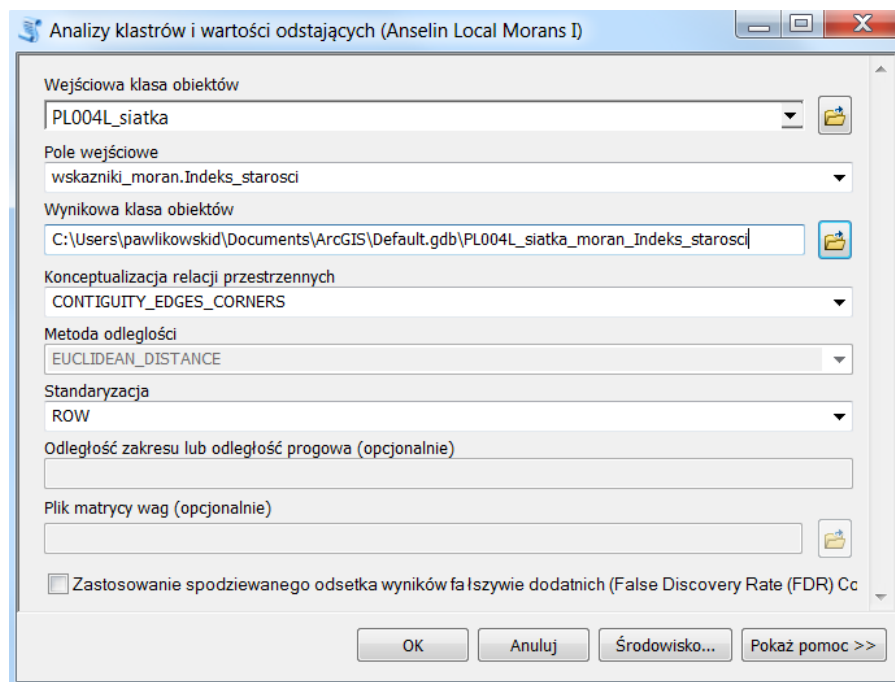 Analizy klastrów i wartości odstających (Anselin Local Morans I)
Wejściowa klasa obiektów
PL004L_siatka
Pole wejściowe
wskazniki_moran.Indeks_starosci
Wynikowa klasa obiektów
C:\Users\pawlikowskid\Documents\ArcGIS\Default.gdb\PL004L_siatka_moran_Indeks_starosci
Konceptualizacja relacji przestrzennych
CONTIGUITY_EDGES_CORNERS
Metoda odległości
EUCLIDEAN_DISTANCE
Standaryzacja
ROW
Odległość zakresu lub odległość progowa (opcjonalnie)
Plik matrycy wag (opcjonalnie)
Zastosowanie spodziewanego odsetka wyników fałszywie dodatnich (False Discovery Rate (FDR) Co
OK Anuluj Środowisko... Pokaż pomoc >>